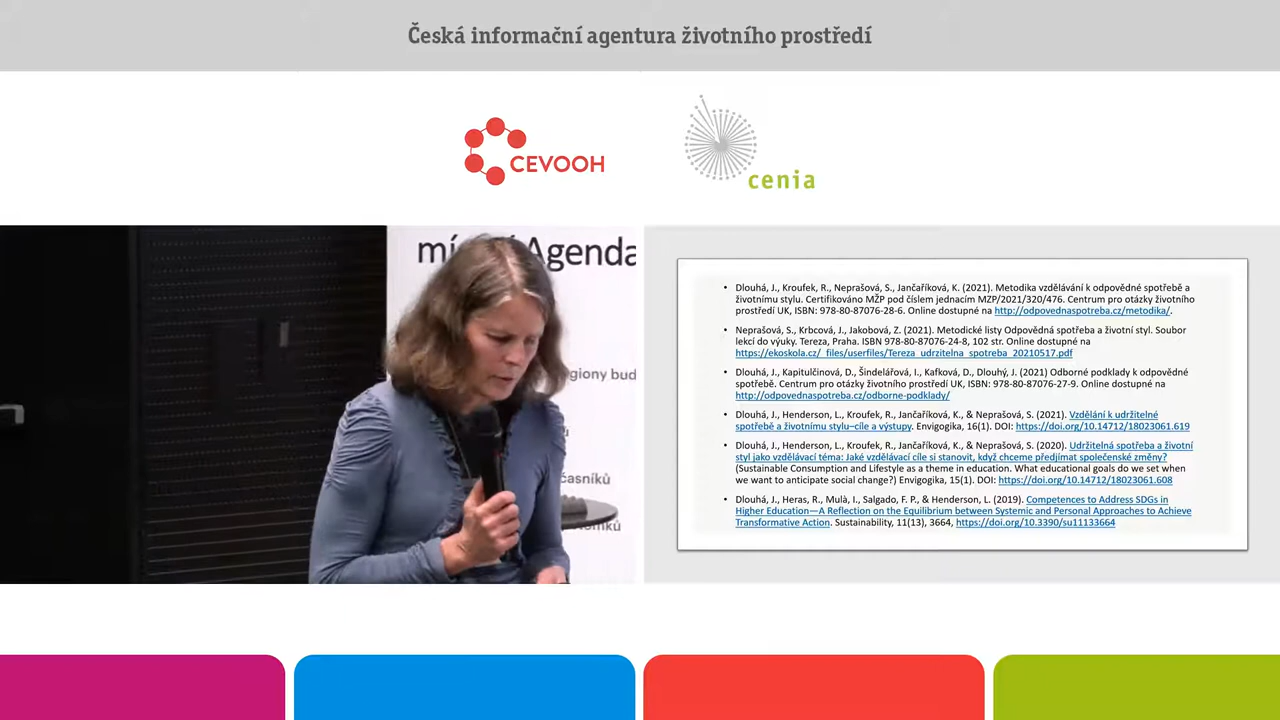 Česká informační agentura životního prostředí
CEVOOH
cenia
Agenda
egiony bud
časníků
• Dlouhá, J., Kroufek, R., Neprašová, S., Jančaříková, K. (2021). Metodika vzdělávání k odpovědné spotřebě a
životnímu stylu. Certifikováno MŽP pod číslem jednacím MZP/2021/320/476. Centrum pro otázky životního
prostředí UK, ISBN: 978-80-87076-28-6. Online dostupné na http://odpovednaspotreba.cz/metodika/.
• Neprašová, S., Krbcová, J., Jakobová, Z. (2021). Metodické listy Odpovědná spotřeba a životní styl. Soubor
lekcí do výuky. Tereza, Praha. ISBN 978-80-87076-24-8, 102 str. Online dostupné na
https://ekoskola.cz/_files/userfiles/Tereza_udrzitelna_spotreba_20210517.pdf
• Dlouhá, J., Kapitulčinová, D., Šindelářová, I., Kafková, D., Dlouhý, J. (2021) Odborné podklady k odpovědné
spotřebě. Centrum pro otázky životního prostředí UK, ISBN: 978-80-87076-27-9. Online dostupné na
http://odpovednaspotreba.cz/odborne-podklady/
• Dlouhá, J., Henderson, L., Kroufek, R., Jančaříková, K., & Neprašová, S. (2021). Vzdělání k udržitelné
spotřebě a životnímu stylu–cíle a výstupy. Envigogika, 16(1). DOI: https://doi.org/10.14712/18023061.619
• Dlouhá, J., Henderson, L., Kroufek, R., Jančaříková, K., & Neprašová, S. (2020). Udržitelná spotřeba a životní
styl jako vzdělávací téma: Jaké vzdělávací cíle si stanovit, když chceme předjímat společenské změny?
(Sustainable Consumption and Lifestyle as a theme in education. What educational goals do we set when
we want to anticipate social change?) Envigogika, 15(1). DOI: https://doi.org/10.14712/18023061.608
• Dlouhá, J., Heras, R., Mulà, I., Salgado, F. P., & Henderson, L. (2019). Competences to Address SDGs in
Higher Education—A Reflection on the Equilibrium between Systemic and Personal Approaches to Achieve
Transformative Action. Sustainability, 11(13), 3664, https://doi.org/10.3390/su11133664